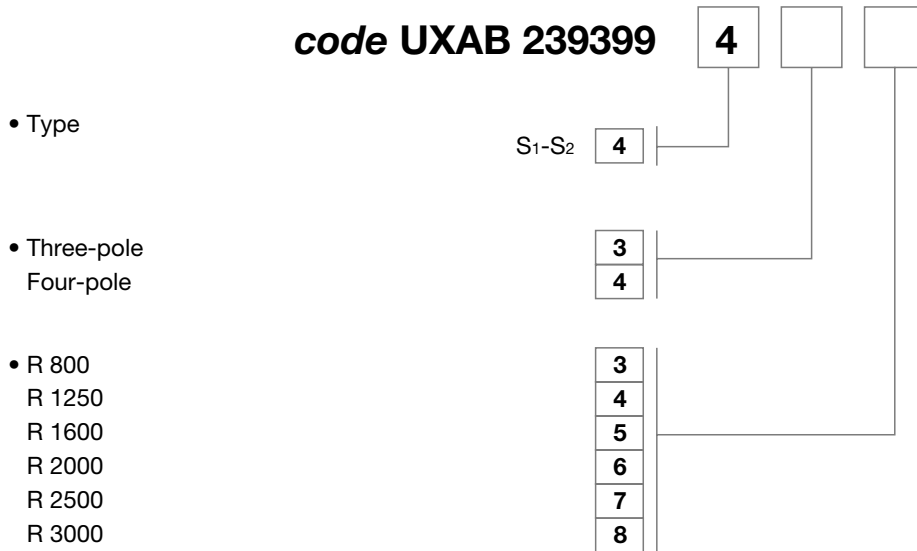 code UXAB 239399 4
• Type
S1-S2 4
• Three-pole 3
Four-pole 4
• R 800 3
R 1250 4
R 1600 5
R 2000 6
R 2500 7
R 3000 8